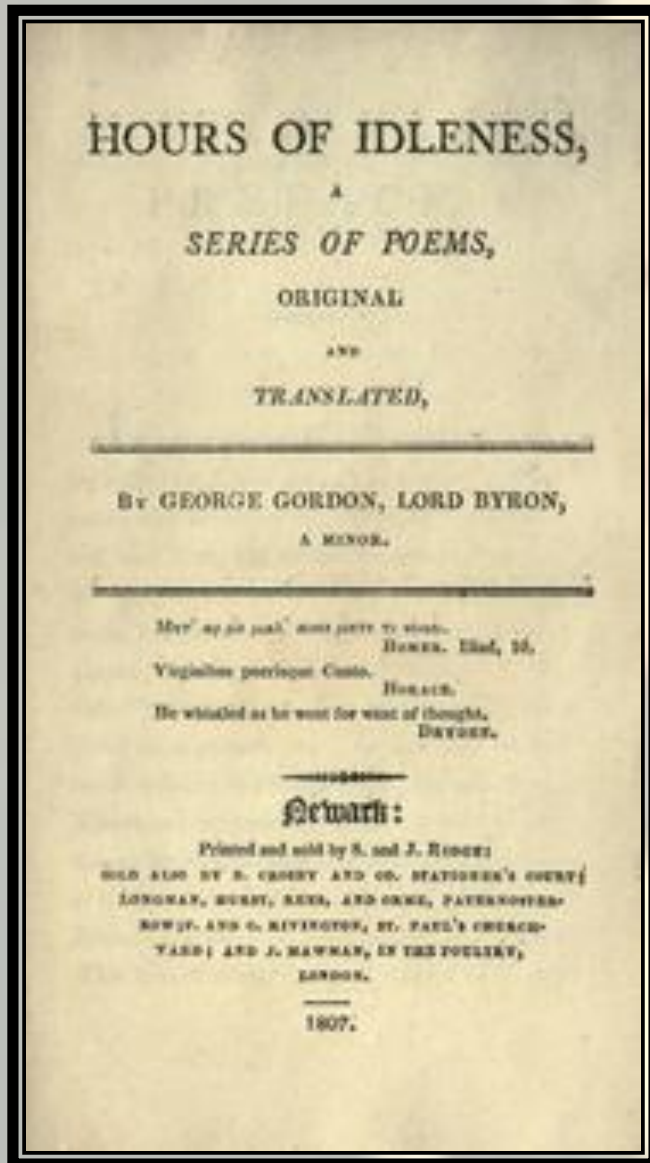 HOURS OF IDLENESS,
A
SERIES OF POEMS,
ORIGINAL
AND
TRANSLATED,
By GEORGE GORDON, LORD BYRON,
A MINOR.
HOMER. Iliad, 10.
Virginibus puerisque Canto.
HORACE.
He whistled as he went for want of thought.
DRYDEN.
Newark:
Printed and sold by S. and J. RIDGE;
SOLD ALSO BY B. CROSBY AND CO. STATIONER'S COURT;
LONGMAN, HURST, REES, AND ORME, PATERNOSTER-
ROW; F. AND C. RIVINGTON, ST. PAUL'S CHURCH-
YARD; AND J. MAWMAN, IN THE POULTRY,
LONDON.
1807.